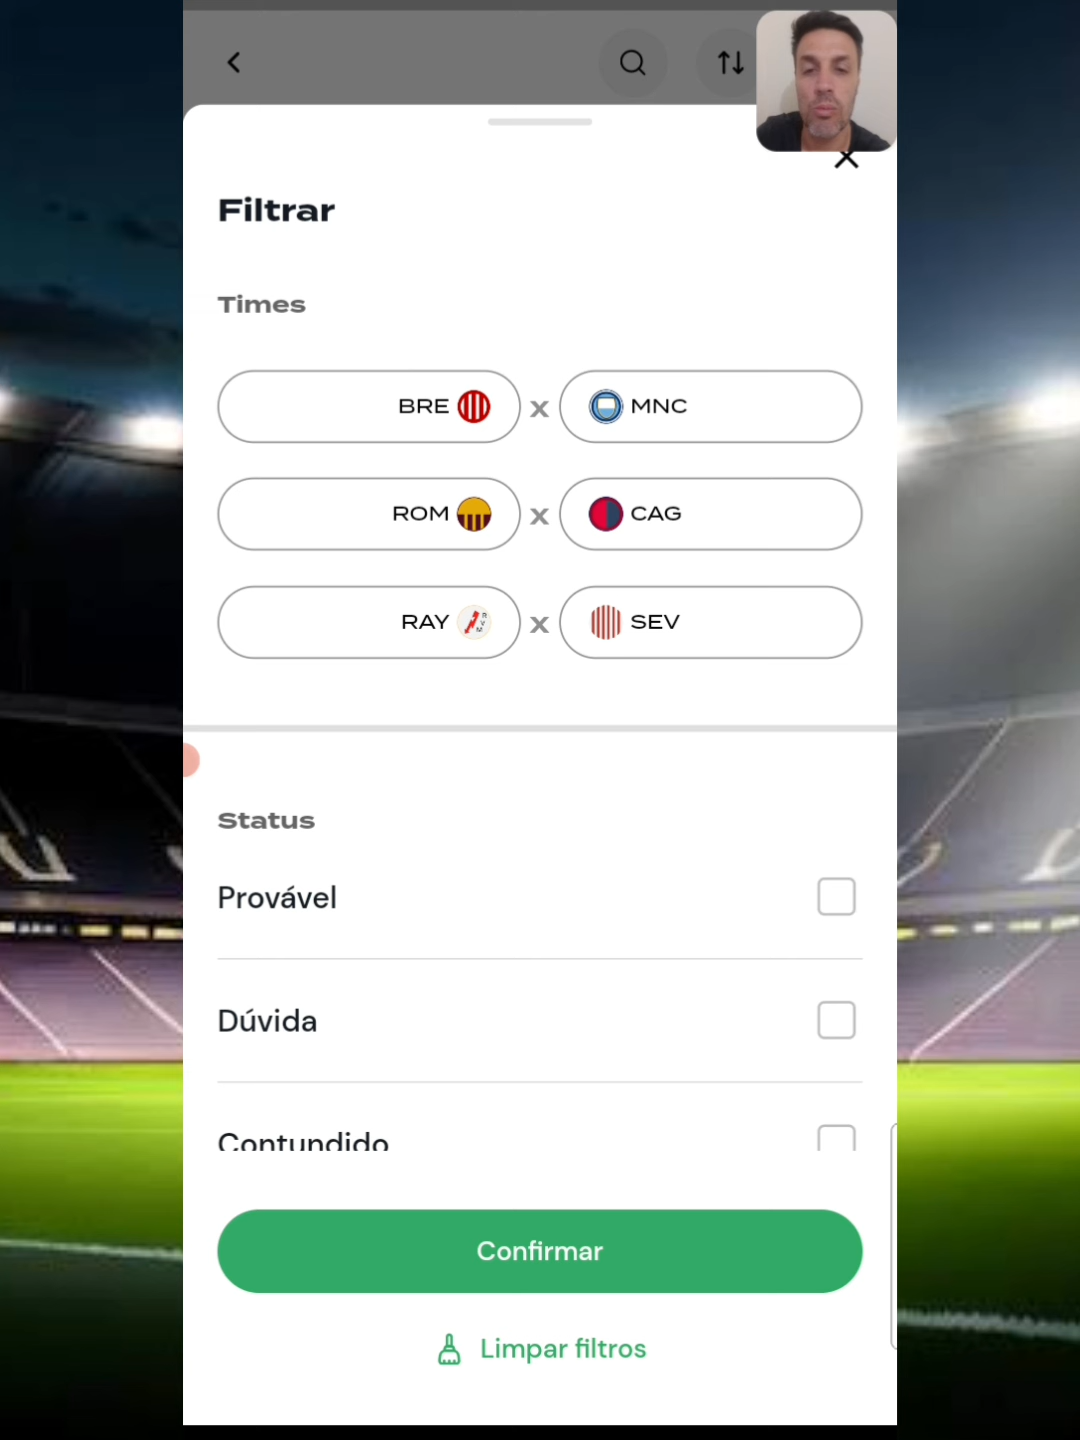 Filtrar
Times
BRE x MNC
ROM x CAG
RAY x SEV
Status
Provável
Dúvida
Contundido
Confirmar
Limpar filtros